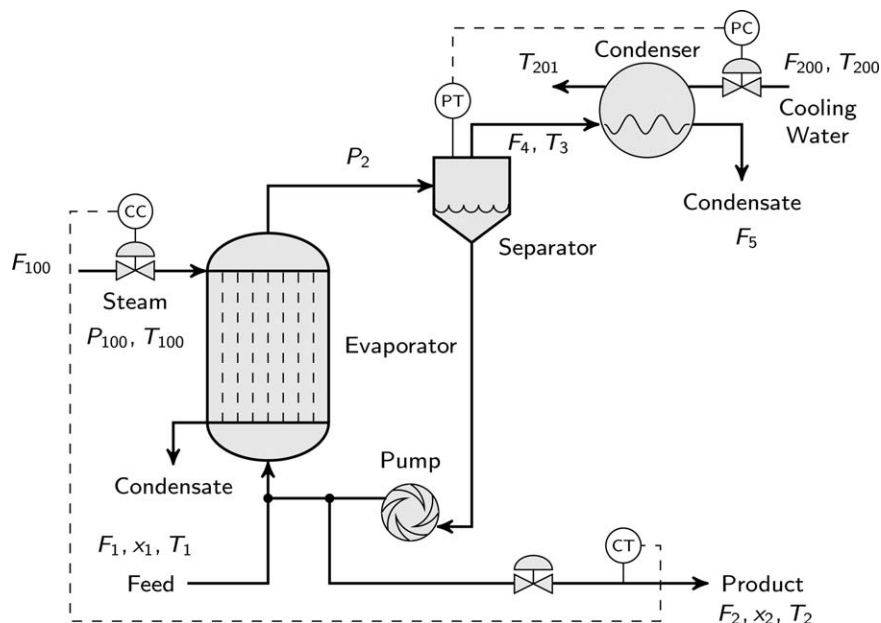 PC
Condenser
T201
F200, T200
PT
Cooling
Water
F4, T3
P2
Condensate
F5
CC
Separator
F100
Steam
P100, T100
Evaporator
Pump
Condensate
F1, x1, T1
CT
Feed
Product
F2, x2, T2